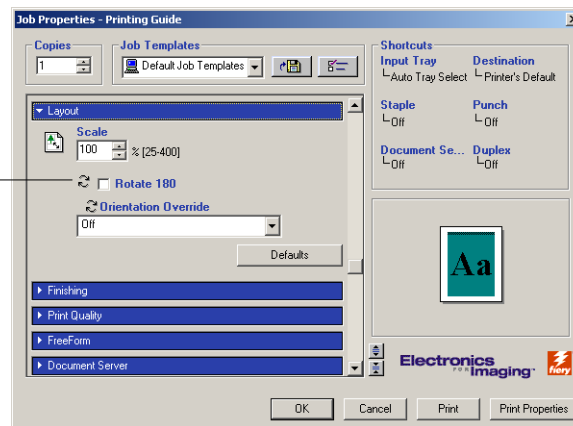 Job Properties - Printing Guide
Copies
1
Job Templates
Default Job Templates
Layout
Scale
100 % [25-400]
Rotate 180
Orientation Override
Off
Defaults
Finishing
Print Quality
FreeForm
Document Server
Shortcuts
Input Tray Destination
Auto Tray Select Printer's Default
Staple Punch
Off Off
Document Se... Duplex
Off Off
Aa
Electronics
FOR Imaging
fiery
OK Cancel Print Print Properties